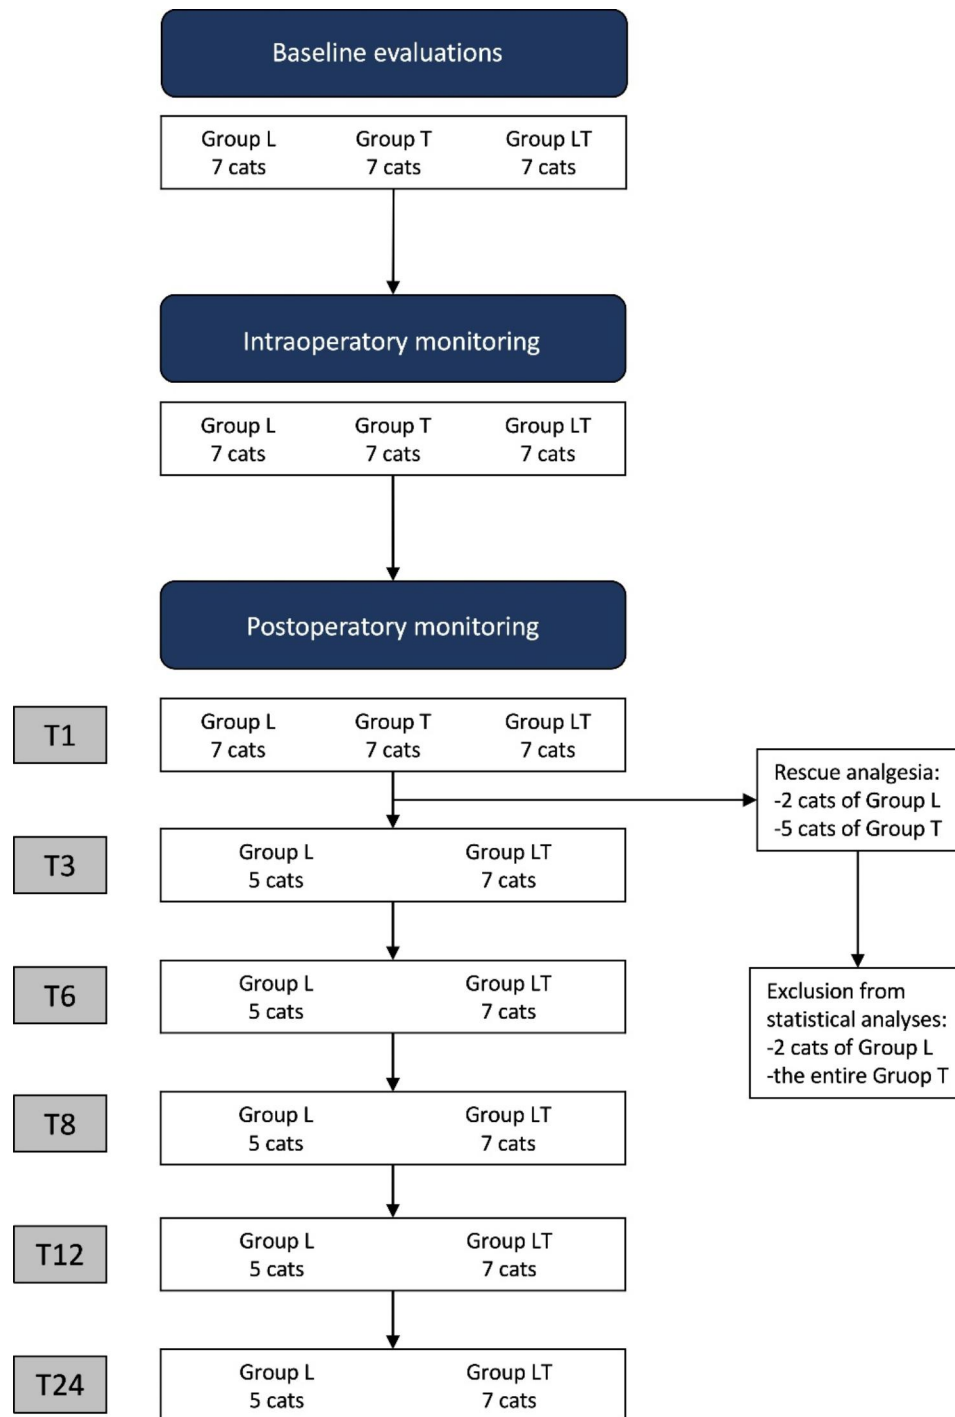 Baseline evaluations
Group L Group T Group LT
7 cats 7 cats 7 cats
Intraoperatory monitoring
Group L Group T Group LT
7 cats 7 cats 7 cats
Postoperatory monitoring
T1
Group L Group T Group LT
7 cats 7 cats 7 cats
Rescue analgesia:
-2 cats of Group L
-5 cats of Group T
T3
Group L Group LT
5 cats 7 cats
T6
Group L Group LT
5 cats 7 cats
Exclusion from
statistical analyses:
-2 cats of Group L
-the entire Gruop T
T8
Group L Group LT
5 cats 7 cats
T12
Group L Group LT
5 cats 7 cats
T24
Group L Group LT
5 cats 7 cats